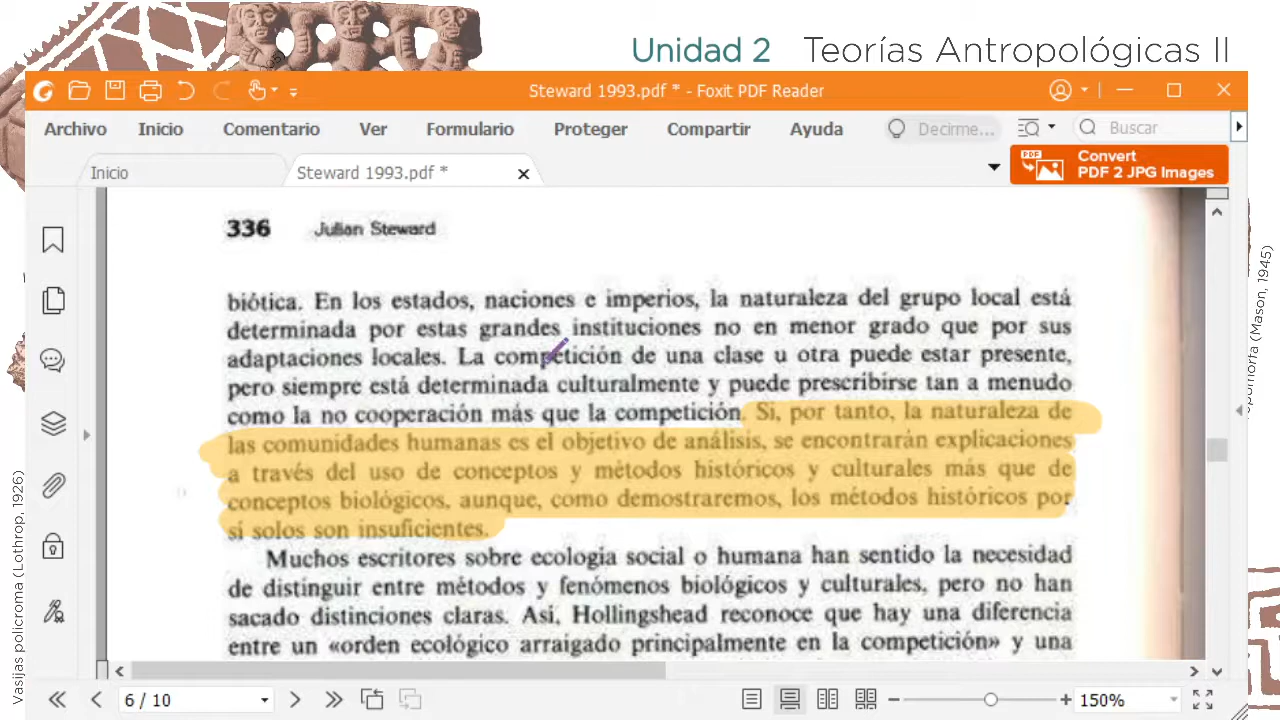 Unidad 2 Teorías Antropológicas II
Steward 1993.pdf * - Foxit PDF Reader
Archivo Inicio Comentario Ver Formulario Proteger Compartir Ayuda Decirme... Buscar
Inicio Steward 1993.pdf *
PDF Convert
PDF 2 JPG Images
336 Julian Steward
biótica. En los estados, naciones e imperios, la naturaleza del grupo local está
determinada por estas grandes instituciones no en menor grado que por sus
adaptaciones locales. La competición de una clase u otra puede estar presente,
pero siempre está determinada culturalmente y puede prescribirse tan a menudo
como la no cooperación más que la competición. Si, por tanto, la naturaleza de
las comunidades humanas es el objetivo de análisis, se encontrarán explicaciones
a través del uso de conceptos y mètodos históricos y culturales más que de
conceptos biológicos, aunque, como demostraremos, los métodos históricos por
sí solos son insuficientes.
Muchos escritores sobre ecologia social o humana han sentido la necesidad
de distinguir entre mètodos y fenómenos biológicos y culturales, pero no han
sacado distinciones claras. Asi, Hollingshead reconoce que hay una diferencia
entre un «orden ecológico arraigado principalmente en la competición» y una
6 / 10
150%
Vasijas policroma (Lothrop, 1926)
(Mason, 1945)